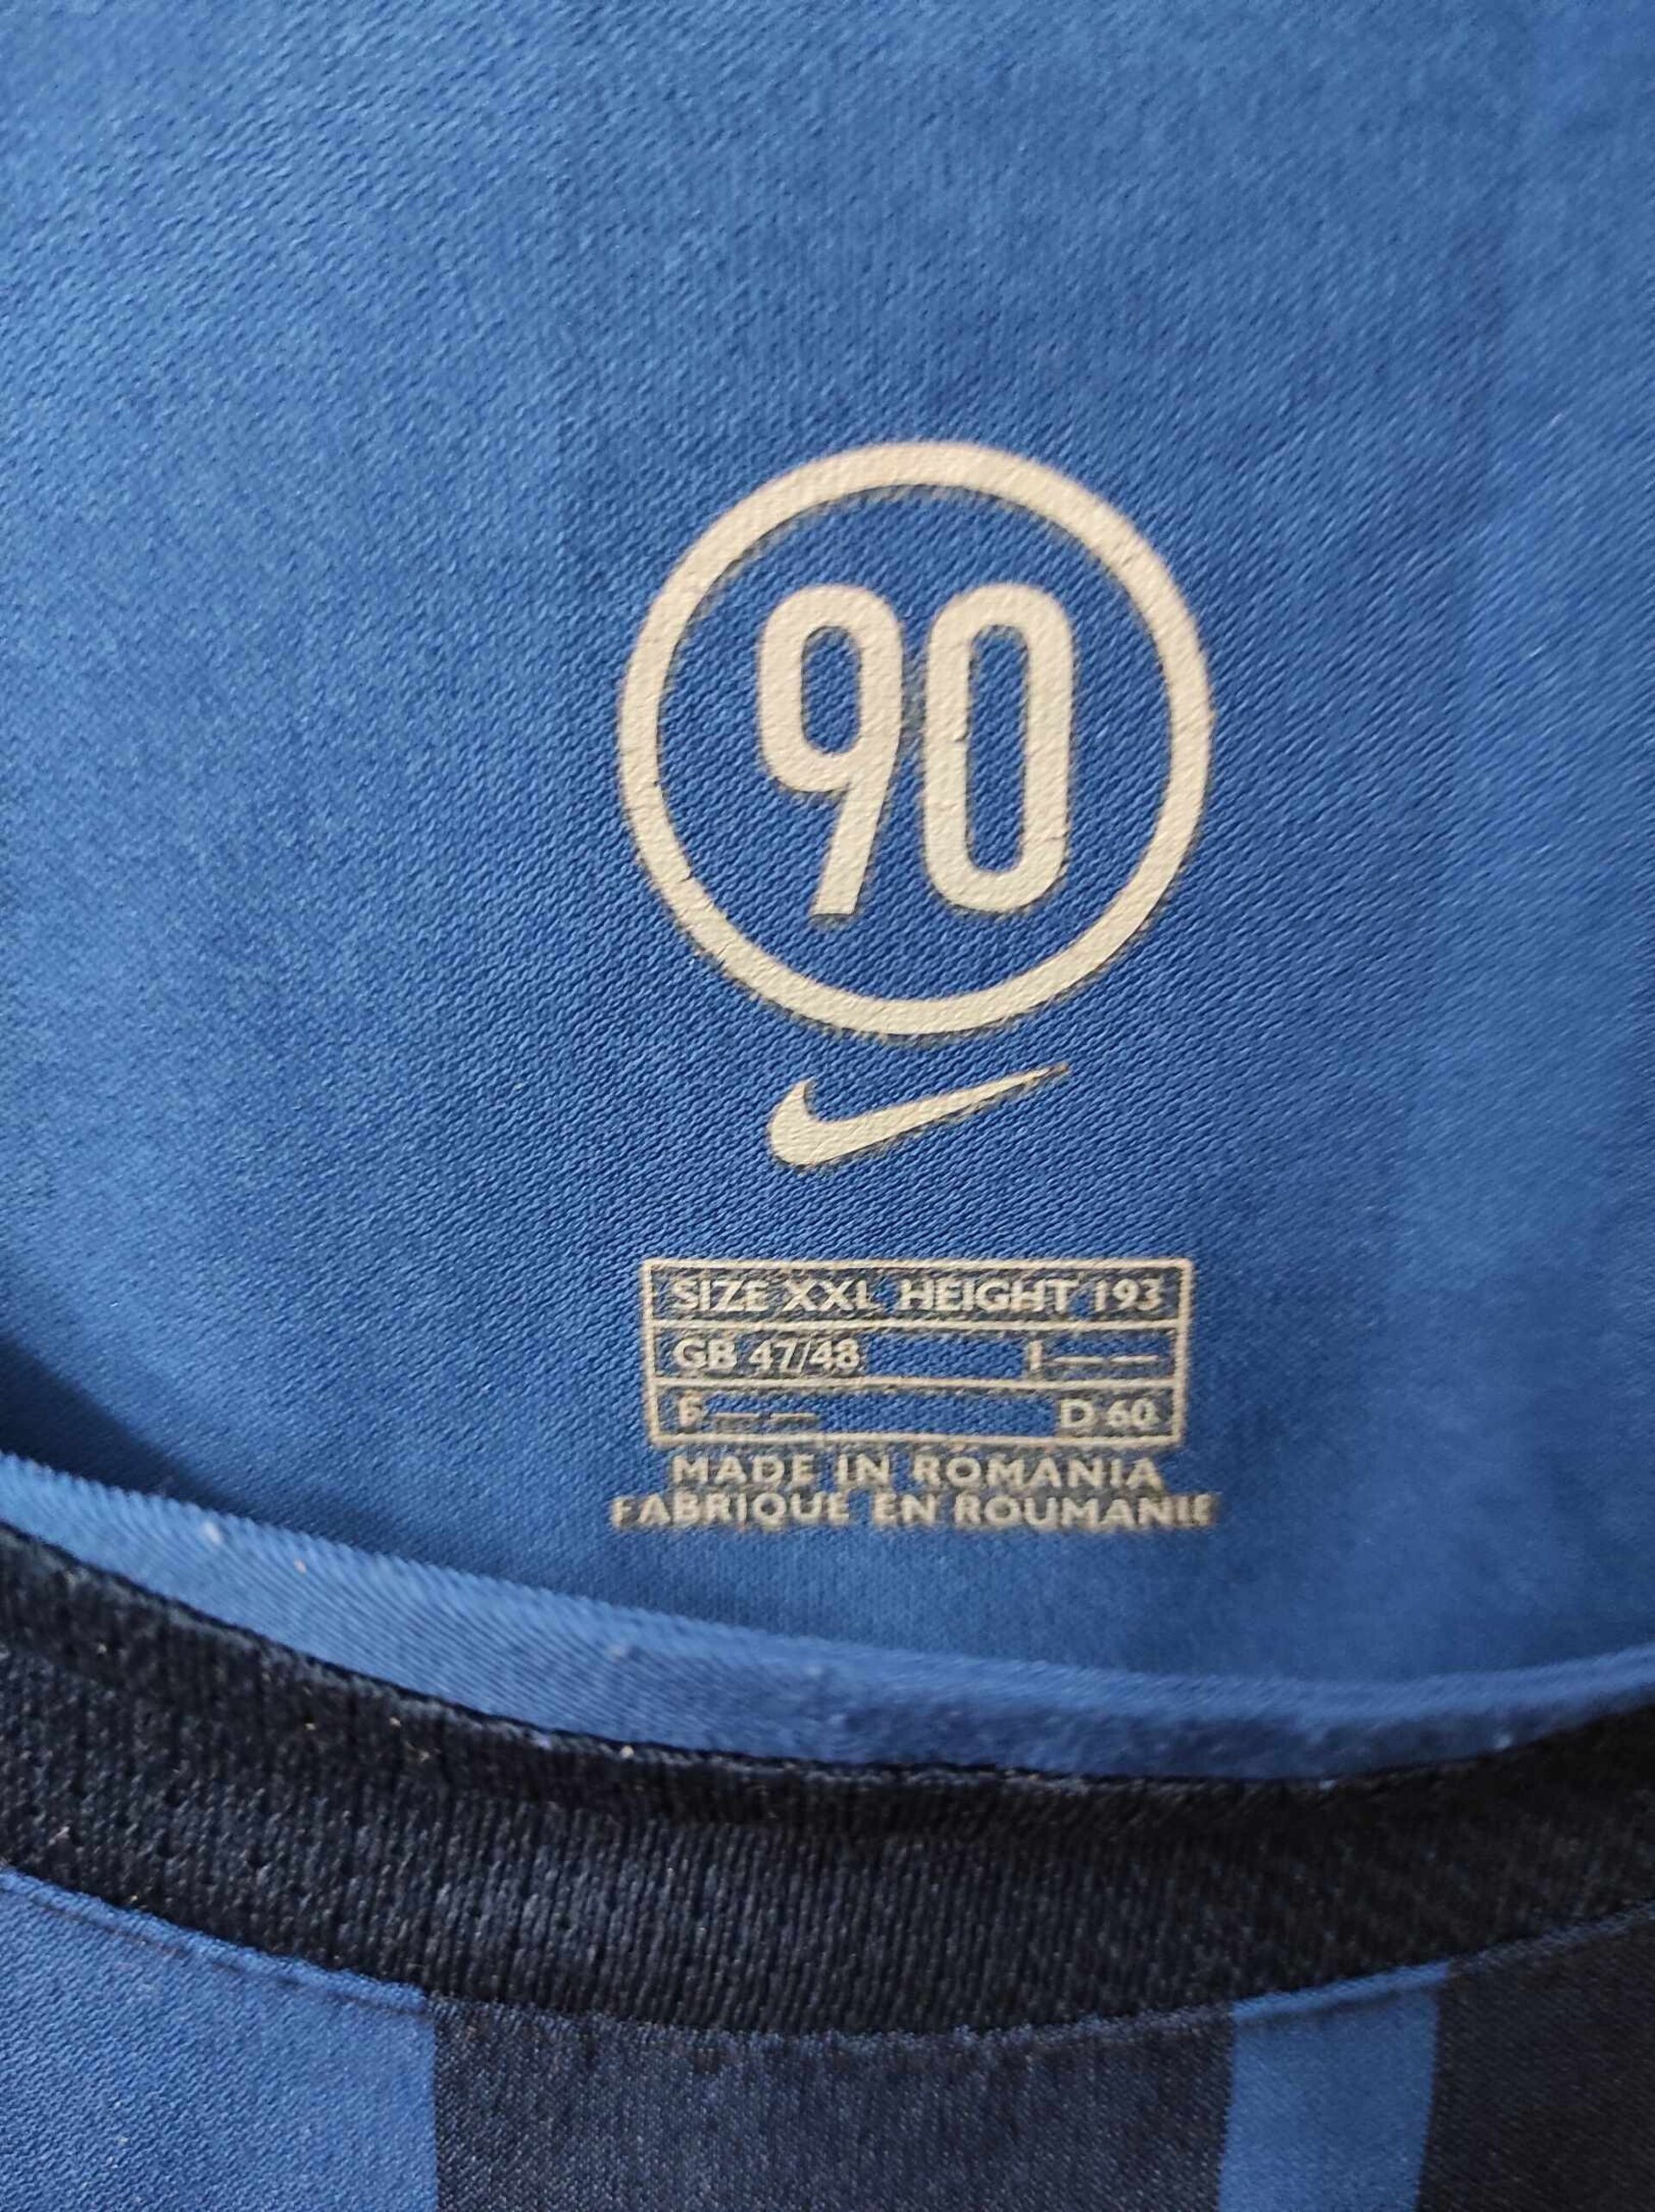 90
SIZE XXL HEIGHT 193
GB 47/48 I — —
F — — D 60
MADE IN ROMANIA
FABRIQUE EN ROUMANIE